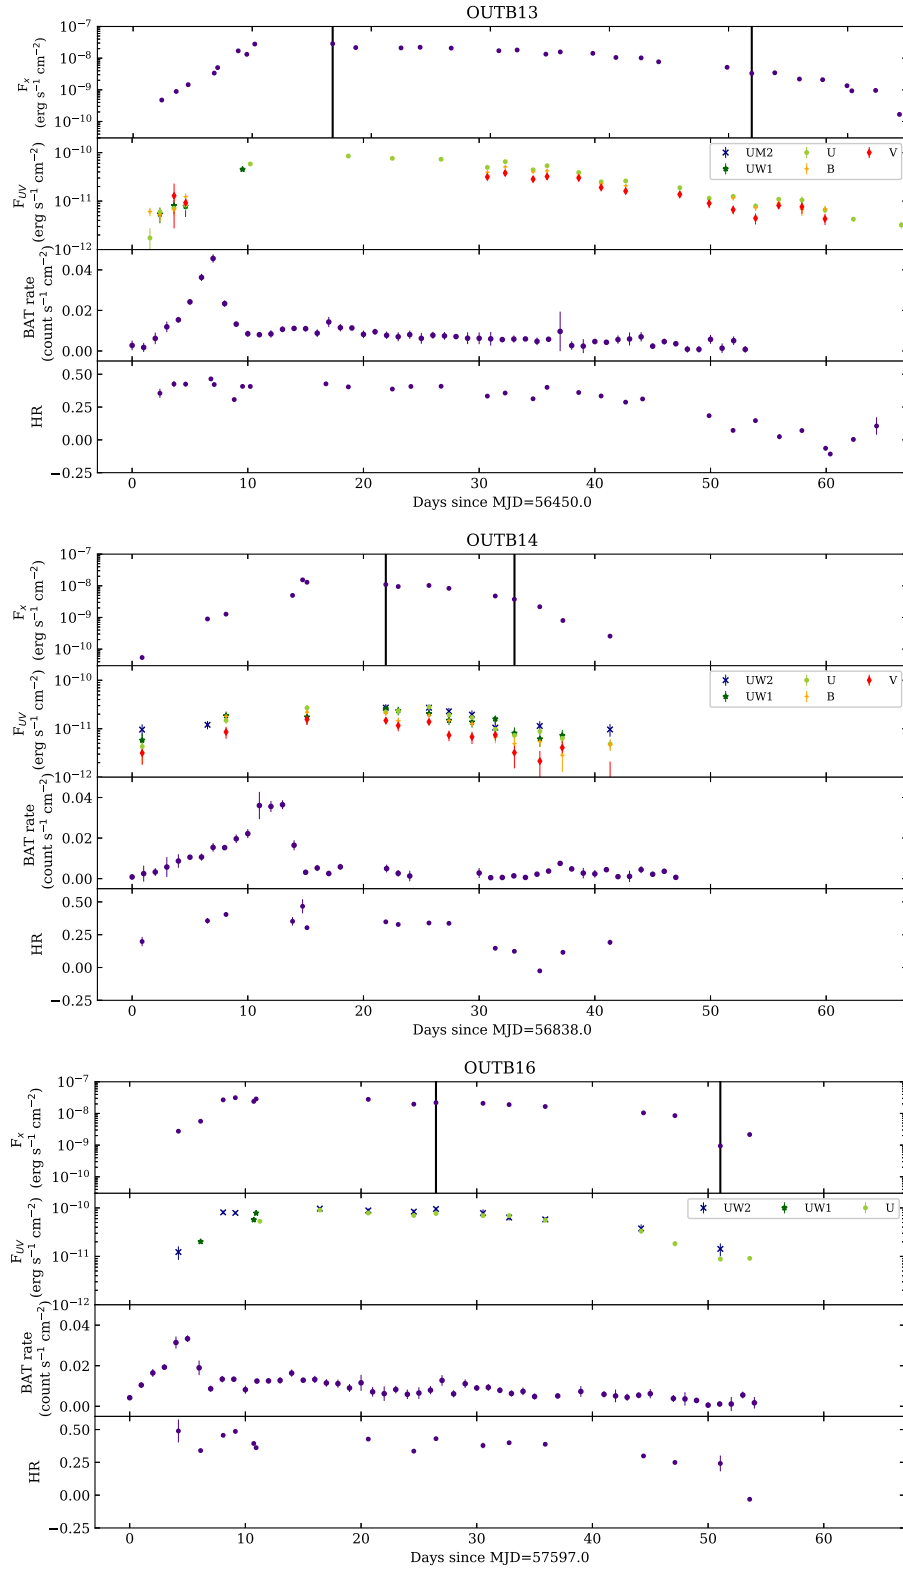 OUTB13
F_x
(erg s⁻¹ cm⁻²)
10⁻⁷
10⁻⁸
10⁻⁹
10⁻¹⁰
F_UV
(erg s⁻¹ cm⁻²)
10⁻¹⁰
10⁻¹¹
10⁻¹²
UM2 U V
UW1 B
BAT rate
(count s⁻¹ cm⁻²)
0.04
0.02
0.00
HR
0.50
0.25
0.00
−0.25
0 10 20 30 40 50 60
Days since MJD=56450.0
OUTB14
F_x
(erg s⁻¹ cm⁻²)
10⁻⁷
10⁻⁸
10⁻⁹
10⁻¹⁰
F_UV
(erg s⁻¹ cm⁻²)
10⁻¹⁰
10⁻¹¹
10⁻¹²
UW2 U V
UW1 B
BAT rate
(count s⁻¹ cm⁻²)
0.04
0.02
0.00
HR
0.50
0.25
0.00
−0.25
0 10 20 30 40 50 60
Days since MJD=56838.0
OUTB16
F_x
(erg s⁻¹ cm⁻²)
10⁻⁷
10⁻⁸
10⁻⁹
10⁻¹⁰
F_UV
(erg s⁻¹ cm⁻²)
10⁻¹⁰
10⁻¹¹
10⁻¹²
UW2 UW1 U
BAT rate
(count s⁻¹ cm⁻²)
0.04
0.02
0.00
HR
0.50
0.25
0.00
−0.25
0 10 20 30 40 50 60
Days since MJD=57597.0